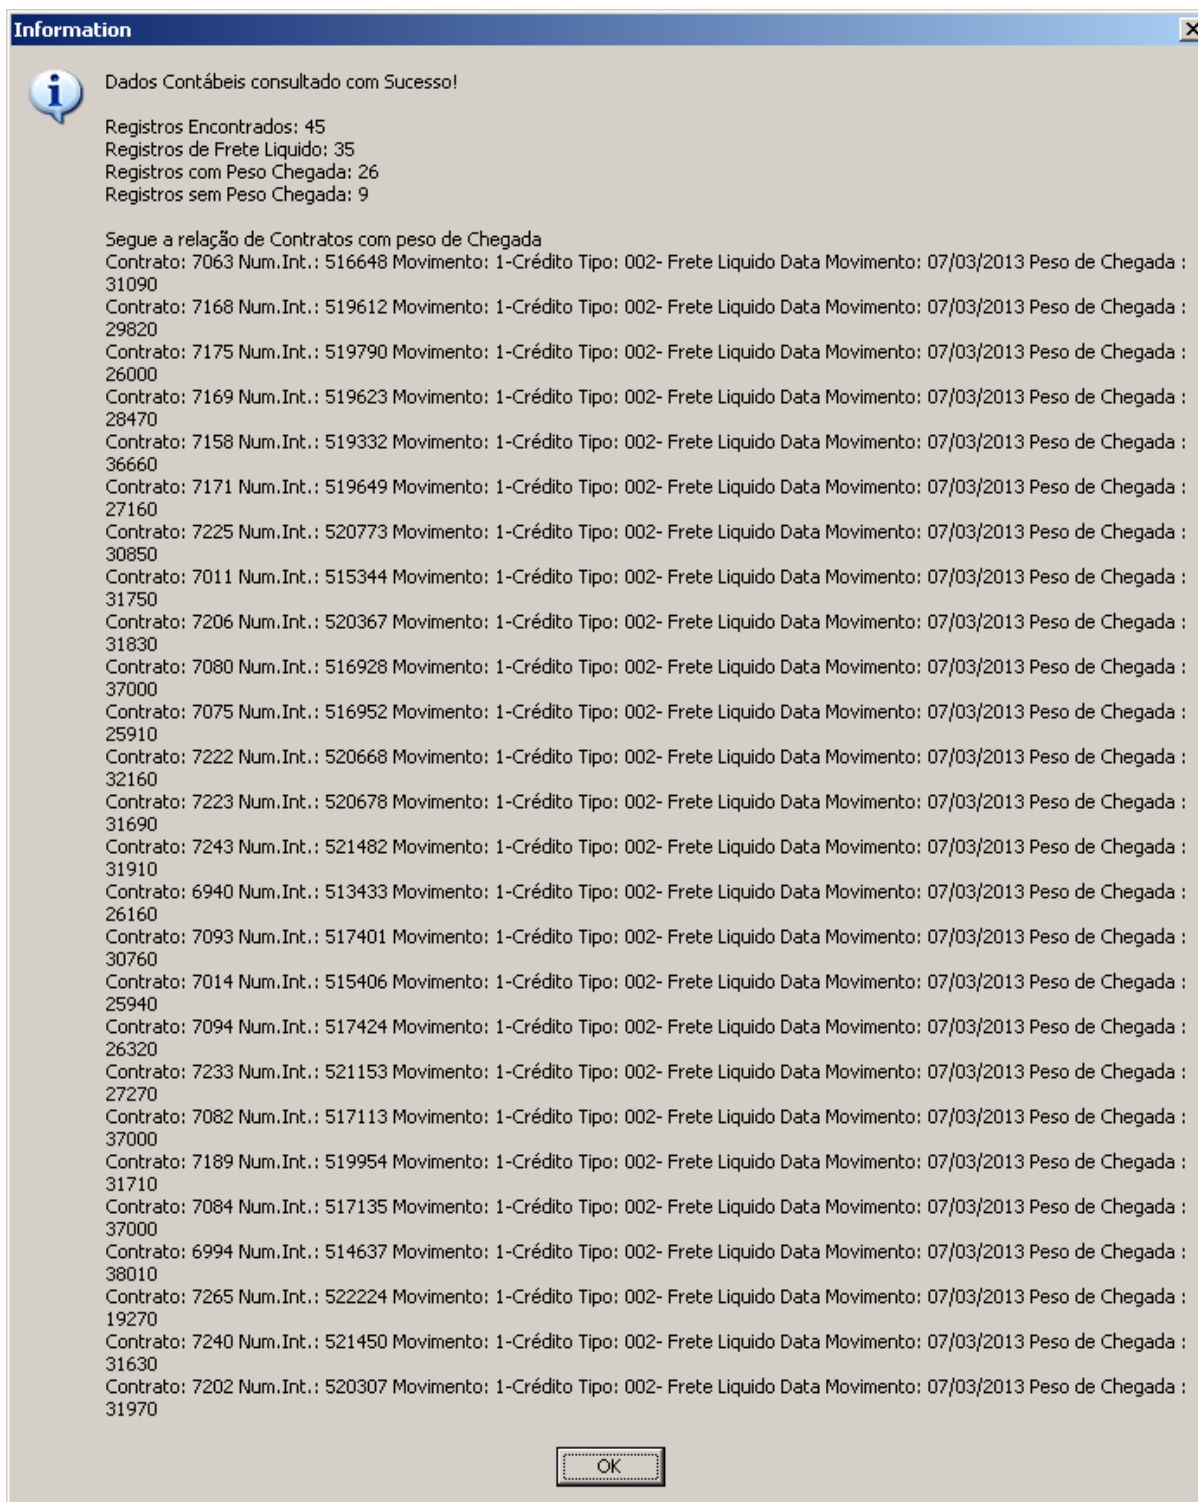 Information
Dados Contábeis consultado com Sucesso!
Registros Encontrados: 45
Registros de Frete Liquido: 35
Registros com Peso Chegada: 26
Registros sem Peso Chegada: 9
Segue a relação de Contratos com peso de Chegada
Contrato: 7063 Num.Int.: 516648 Movimento: 1-Crédito Tipo: 002- Frete Liquido Data Movimento: 07/03/2013 Peso de Chegada :
31090
Contrato: 7168 Num.Int.: 519612 Movimento: 1-Crédito Tipo: 002- Frete Liquido Data Movimento: 07/03/2013 Peso de Chegada :
29820
Contrato: 7175 Num.Int.: 519790 Movimento: 1-Crédito Tipo: 002- Frete Liquido Data Movimento: 07/03/2013 Peso de Chegada :
26000
Contrato: 7169 Num.Int.: 519623 Movimento: 1-Crédito Tipo: 002- Frete Liquido Data Movimento: 07/03/2013 Peso de Chegada :
28470
Contrato: 7158 Num.Int.: 519332 Movimento: 1-Crédito Tipo: 002- Frete Liquido Data Movimento: 07/03/2013 Peso de Chegada :
36660
Contrato: 7171 Num.Int.: 519649 Movimento: 1-Crédito Tipo: 002- Frete Liquido Data Movimento: 07/03/2013 Peso de Chegada :
27160
Contrato: 7225 Num.Int.: 520773 Movimento: 1-Crédito Tipo: 002- Frete Liquido Data Movimento: 07/03/2013 Peso de Chegada :
30850
Contrato: 7011 Num.Int.: 515344 Movimento: 1-Crédito Tipo: 002- Frete Liquido Data Movimento: 07/03/2013 Peso de Chegada :
31750
Contrato: 7206 Num.Int.: 520367 Movimento: 1-Crédito Tipo: 002- Frete Liquido Data Movimento: 07/03/2013 Peso de Chegada :
31830
Contrato: 7080 Num.Int.: 516928 Movimento: 1-Crédito Tipo: 002- Frete Liquido Data Movimento: 07/03/2013 Peso de Chegada :
37000
Contrato: 7075 Num.Int.: 516952 Movimento: 1-Crédito Tipo: 002- Frete Liquido Data Movimento: 07/03/2013 Peso de Chegada :
25910
Contrato: 7222 Num.Int.: 520668 Movimento: 1-Crédito Tipo: 002- Frete Liquido Data Movimento: 07/03/2013 Peso de Chegada :
32160
Contrato: 7223 Num.Int.: 520678 Movimento: 1-Crédito Tipo: 002- Frete Liquido Data Movimento: 07/03/2013 Peso de Chegada :
31690
Contrato: 7243 Num.Int.: 521482 Movimento: 1-Crédito Tipo: 002- Frete Liquido Data Movimento: 07/03/2013 Peso de Chegada :
31910
Contrato: 6940 Num.Int.: 513433 Movimento: 1-Crédito Tipo: 002- Frete Liquido Data Movimento: 07/03/2013 Peso de Chegada :
26160
Contrato: 7093 Num.Int.: 517401 Movimento: 1-Crédito Tipo: 002- Frete Liquido Data Movimento: 07/03/2013 Peso de Chegada :
30760
Contrato: 7014 Num.Int.: 515406 Movimento: 1-Crédito Tipo: 002- Frete Liquido Data Movimento: 07/03/2013 Peso de Chegada :
25940
Contrato: 7094 Num.Int.: 517424 Movimento: 1-Crédito Tipo: 002- Frete Liquido Data Movimento: 07/03/2013 Peso de Chegada :
26320
Contrato: 7233 Num.Int.: 521153 Movimento: 1-Crédito Tipo: 002- Frete Liquido Data Movimento: 07/03/2013 Peso de Chegada :
27270
Contrato: 7082 Num.Int.: 517113 Movimento: 1-Crédito Tipo: 002- Frete Liquido Data Movimento: 07/03/2013 Peso de Chegada :
37000
Contrato: 7189 Num.Int.: 519954 Movimento: 1-Crédito Tipo: 002- Frete Liquido Data Movimento: 07/03/2013 Peso de Chegada :
31710
Contrato: 7084 Num.Int.: 517135 Movimento: 1-Crédito Tipo: 002- Frete Liquido Data Movimento: 07/03/2013 Peso de Chegada :
37000
Contrato: 6994 Num.Int.: 514637 Movimento: 1-Crédito Tipo: 002- Frete Liquido Data Movimento: 07/03/2013 Peso de Chegada :
38010
Contrato: 7265 Num.Int.: 522224 Movimento: 1-Crédito Tipo: 002- Frete Liquido Data Movimento: 07/03/2013 Peso de Chegada :
19270
Contrato: 7240 Num.Int.: 521450 Movimento: 1-Crédito Tipo: 002- Frete Liquido Data Movimento: 07/03/2013 Peso de Chegada :
31630
Contrato: 7202 Num.Int.: 520307 Movimento: 1-Crédito Tipo: 002- Frete Liquido Data Movimento: 07/03/2013 Peso de Chegada :
31970
OK